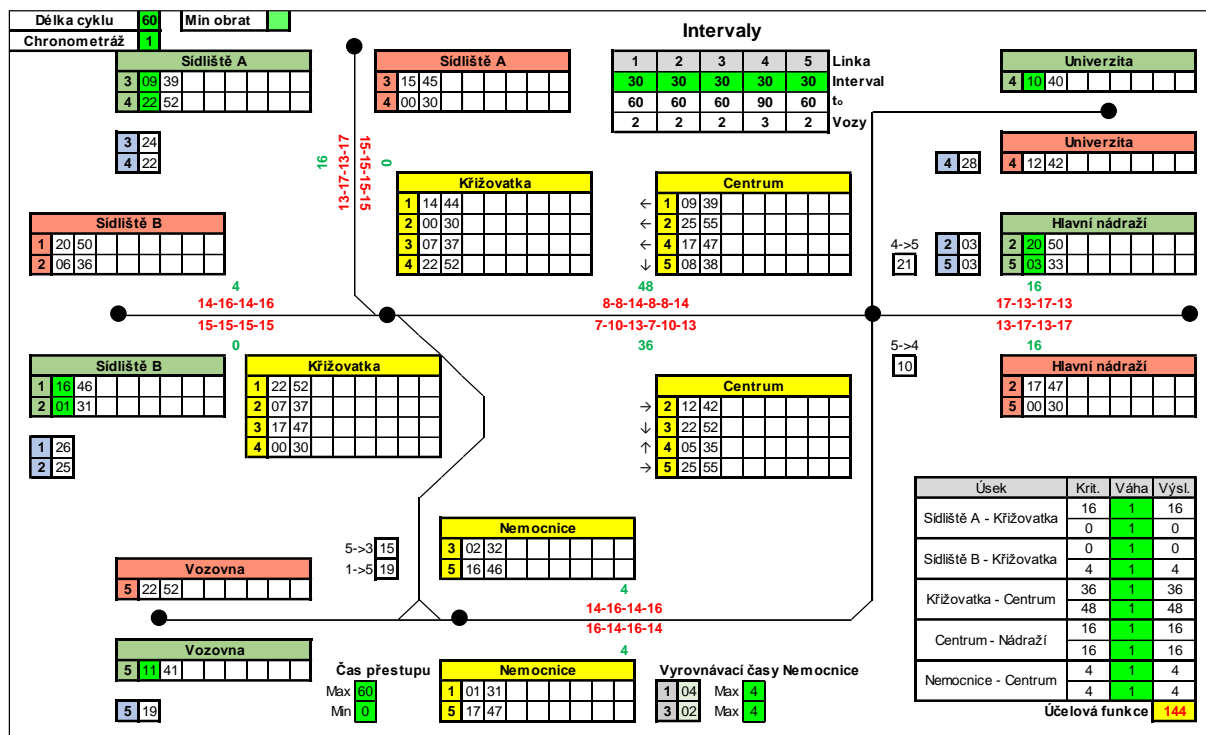 Délka cyklu 60 Min obrat
Chronometráž 1
Sídliště A
3 09 39
4 22 52
3 24
4 22
Sídliště A
3 15 45
4 00 30
Intervaly
1 2 3 4 5 Linka
30 30 30 30 30 Interval
60 60 60 90 60 tₒ
2 2 2 3 2 Vozy
Univerzita
4 10 40
Univerzita
4 12 42
4 28
16
13-17-13-17
15-15-15-15
0
Křižovatka
1 14 44
2 00 30
3 07 37
4 22 52
Centrum
← 1 09 39
← 2 25 55
← 4 17 47
↓ 5 08 38
Sídliště B
1 20 50
2 06 36
4->5
21
2 03
5 03
Hlavní nádraží
2 20 50
5 03 33
4
14-16-14-16
15-15-15-15
0
48
8-8-14-8-8-14
7-10-13-7-10-13
36
16
17-13-17-13
13-17-13-17
16
Sídliště B
1 16 46
2 01 31
1 26
2 25
Křižovatka
1 22 52
2 07 37
3 17 47
4 00 30
Centrum
→ 2 12 42
↓ 3 22 52
↑ 4 05 35
→ 5 25 55
5->4
10
Hlavní nádraží
2 17 47
5 00 30
Úsek Krit. Váha Výsl.
Sídliště A - Křižovatka 16 1 16
0 1 0
Sídliště B - Křižovatka 0 1 0
4 1 4
Křižovatka - Centrum 36 1 36
48 1 48
Centrum - Nádraží 16 1 16
16 1 16
Nemocnice - Centrum 4 1 4
4 1 4
Účelová funkce 144
5->3 15
1->5 19
Nemocnice
3 02 32
5 16 46
Vozovna
5 22 52
4
14-16-14-16
16-14-16-14
4
Vozovna
5 11 41
5 19
Čas přestupu
Max 60
Min 0
Nemocnice
1 01 31
5 17 47
Vyrovnávací časy Nemocnice
1 04 Max 4
3 02 Max 4